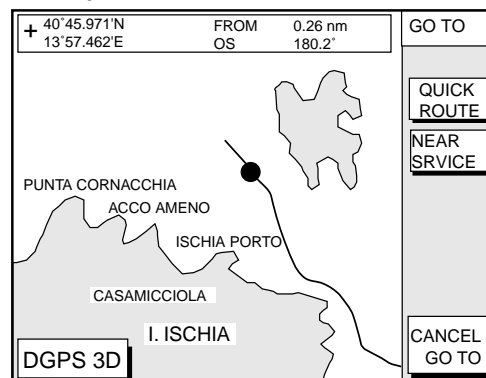 + 40°45.971'N FROM 0.26 nm
13°57.462'E OS 180.2°
GO TO
QUICK
ROUTE
NEAR
SRVICE
PUNTA CORNACCHIA
ACCO AMENO
ISCHIA PORTO
CASAMICCIOLA
I. ISCHIA
DGPS 3D
CANCEL
GO TO